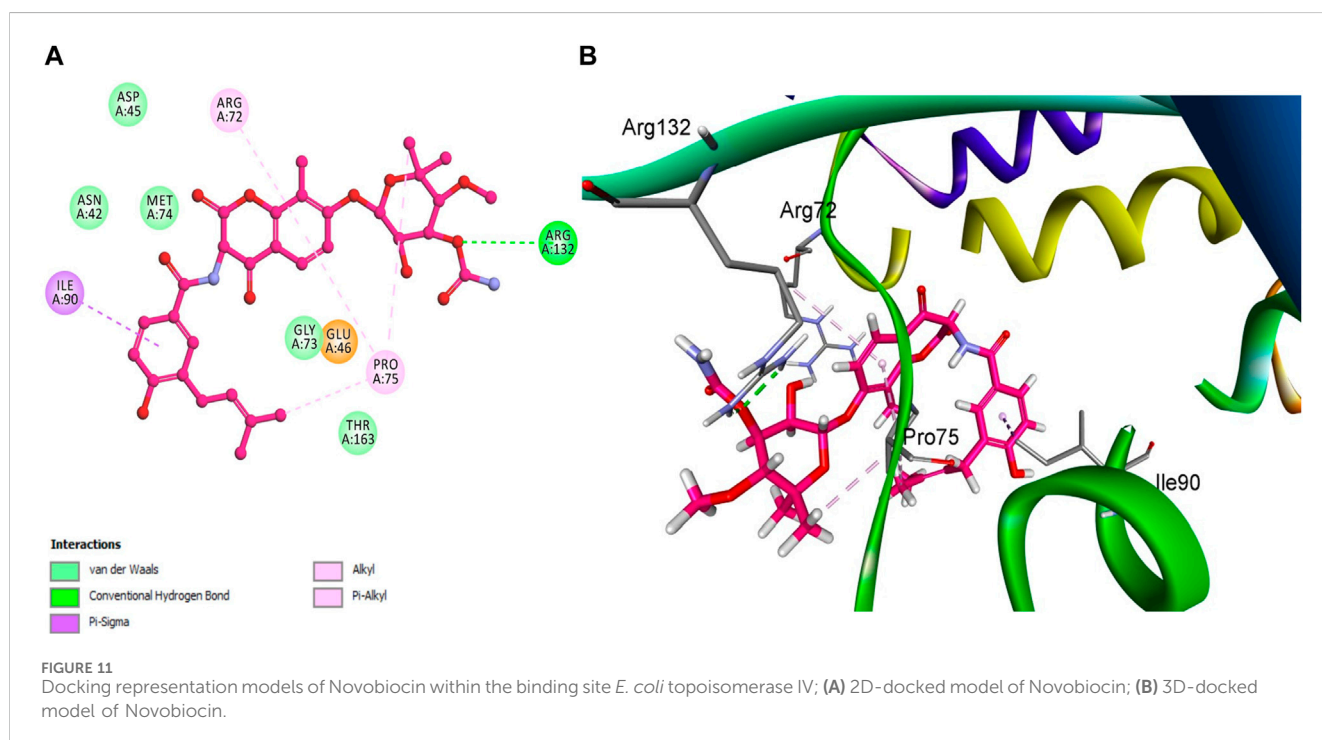 A
B
ASP
A:45
ARG
A:72
ASN
A:42
MET
A:74
ARG
A:132
ILE
A:90
GLY
A:73
GLU
A:46
PRO
A:75
THR
A:163
Interactions
van der Waals
Conventional Hydrogen Bond
Pi-Sigma
Alkyl
Pi-Alkyl
Arg132
Arg72
Pro75
Ile90
FIGURE 11
Docking representation models of Novobiocin within the binding site E. coli topoisomerase IV; (A) 2D-docked model of Novobiocin; (B) 3D-docked
model of Novobiocin.